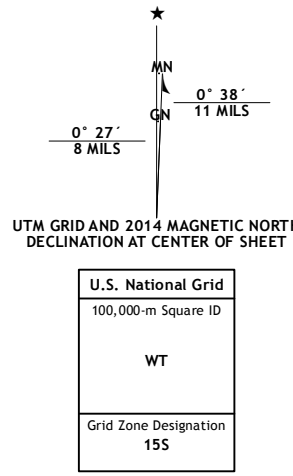 ★
MN
GN
0° 38´
11 MILS
0° 27´
8 MILS
UTM GRID AND 2014 MAGNETIC NORTH
DECLINATION AT CENTER OF SHEET
U.S. National Grid
100,000-m Square ID
WT
Grid Zone Designation
15S